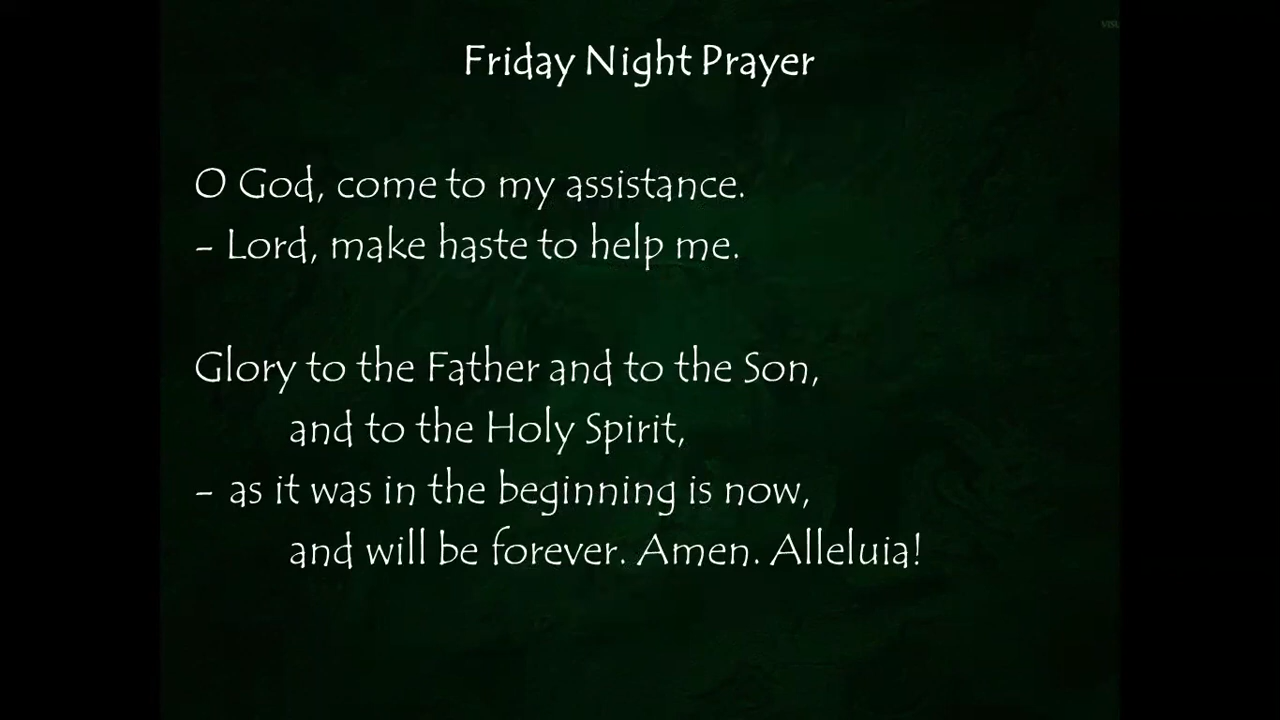 Friday Night Prayer
O God, come to my assistance.
- Lord, make haste to help me.
Glory to the Father and to the Son,
and to the Holy Spirit,
- as it was in the beginning is now,
and will be forever. Amen. Alleluia!